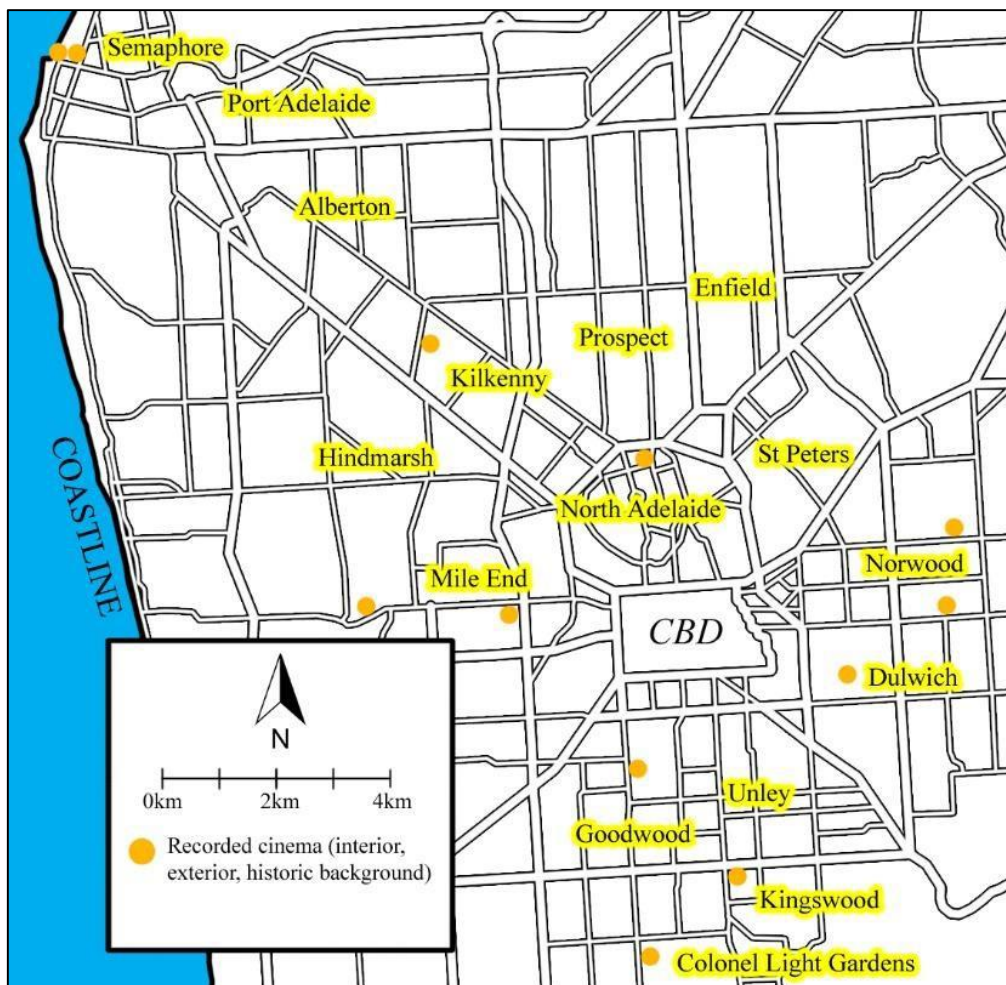 Semaphore
Port Adelaide
Alberton
Enfield
Prospect
Kilkenny
Hindmarsh
St Peters
North Adelaide
COASTLINE
Norwood
Mile End
CBD
Dulwich
N
0km 2km 4km
Unley
Goodwood
Recorded cinema (interior,
exterior, historic background)
Kingswood
Colonel Light Gardens